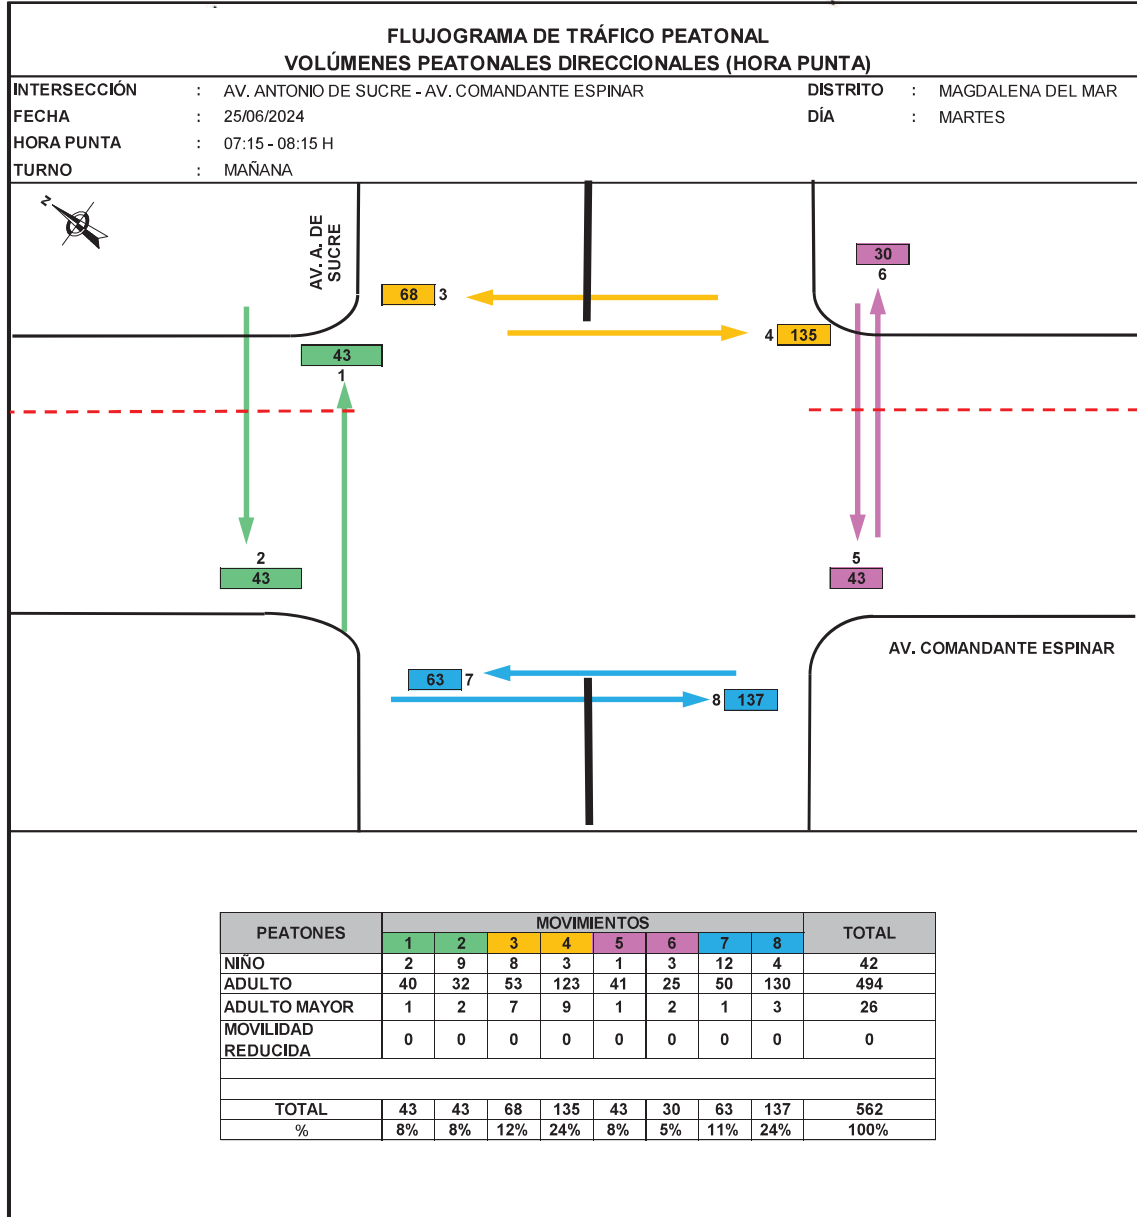 FLUJOGRAMA DE TRÁFICO PEATONAL
VOLÚMENES PEATONALES DIRECCIONALES (HORA PUNTA)
INTERSECCIÓN : AV. ANTONIO DE SUCRE - AV. COMANDANTE ESPINAR DISTRITO : MAGDALENA DEL MAR
FECHA : 25/06/2024 DÍA : MARTES
HORA PUNTA : 07:15 - 08:15 H
TURNO : MAÑANA
N
AV. A. DE
SUCRE
30
6
68 3
4 135
43
1
2
43
5
43
AV. COMANDANTE ESPINAR
63 7
8 137
PEATONES MOVIMIENTOS TOTAL
1 2 3 4 5 6 7 8
NIÑO 2 9 8 3 1 3 12 4 42
ADULTO 40 32 53 123 41 25 50 130 494
ADULTO MAYOR 1 2 7 9 1 2 1 3 26
MOVILIDAD
REDUCIDA 0 0 0 0 0 0 0 0 0
TOTAL 43 43 68 135 43 30 63 137 562
% 8% 8% 12% 24% 8% 5% 11% 24% 100%